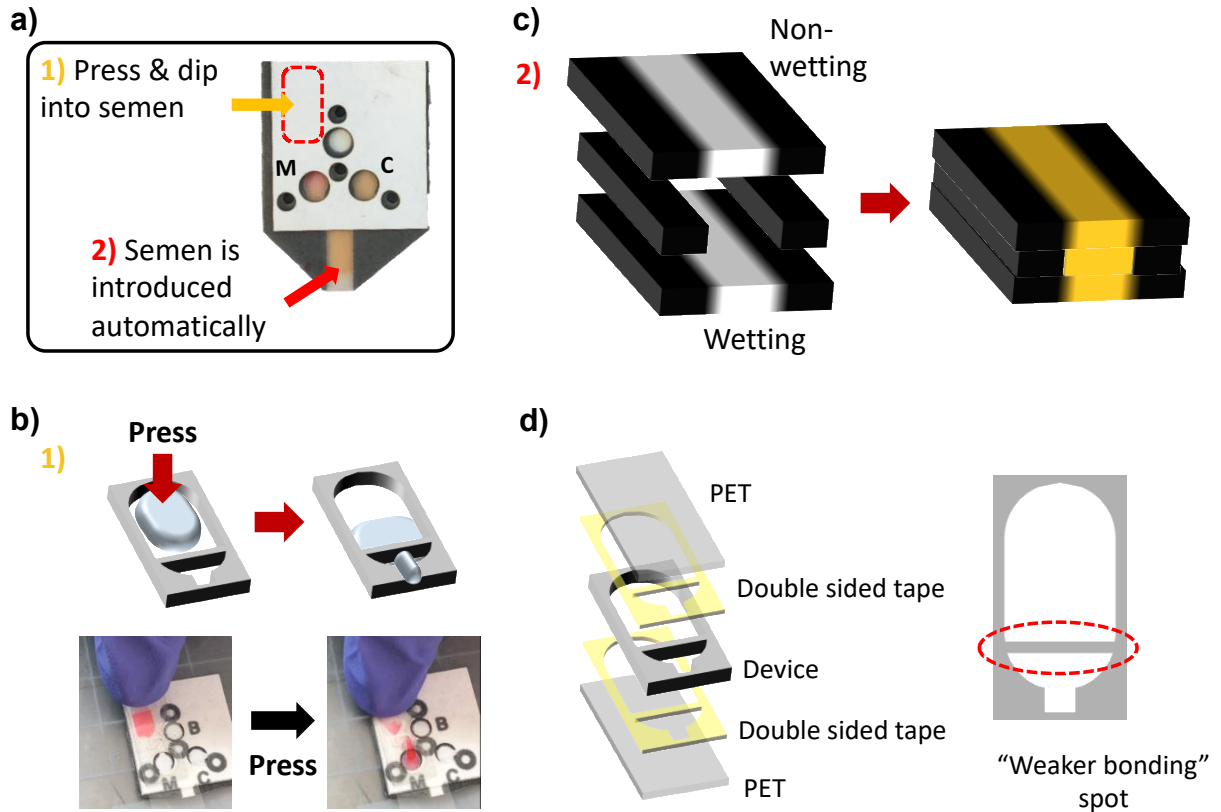 a)
1) Press & dip
into semen
M
C
2) Semen is
introduced
automatically
b)
1)
Press
B
M
C
Press
B
M
C
c)
2)
Non-
wetting
Wetting
d)
PET
Double sided tape
Device
Double sided tape
PET
“Weaker bonding”
spot